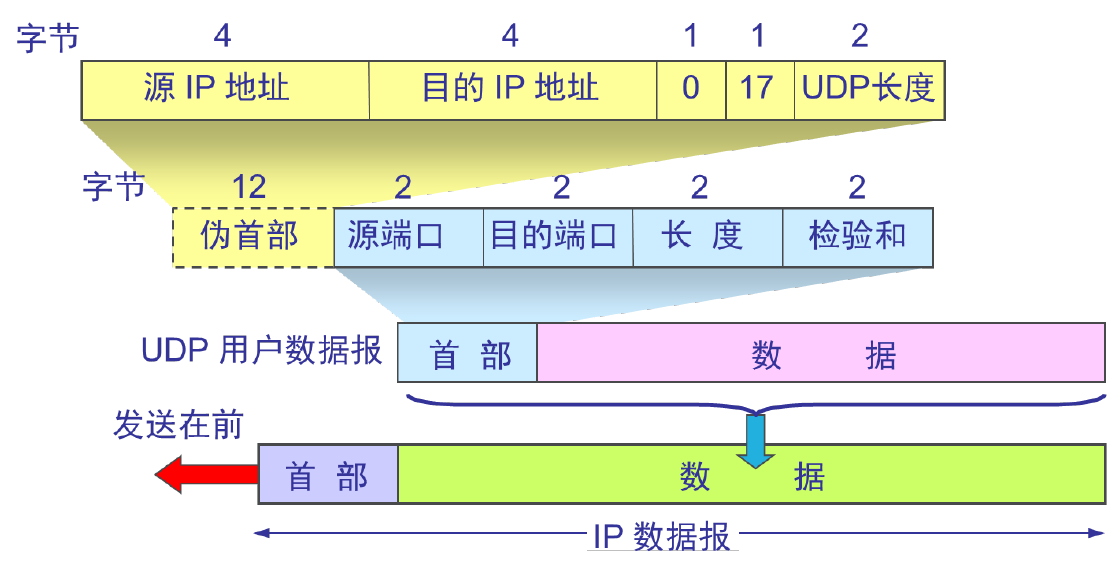 字节 4 4 1 1 2
源 IP 地址 目的 IP 地址 0 17 UDP长度
字节 12 2 2 2 2
伪首部 源端口 目的端口 长 度 检验和
UDP 用户数据报 首 部 数 据
发送在前
首 部 数 据
IP 数据报